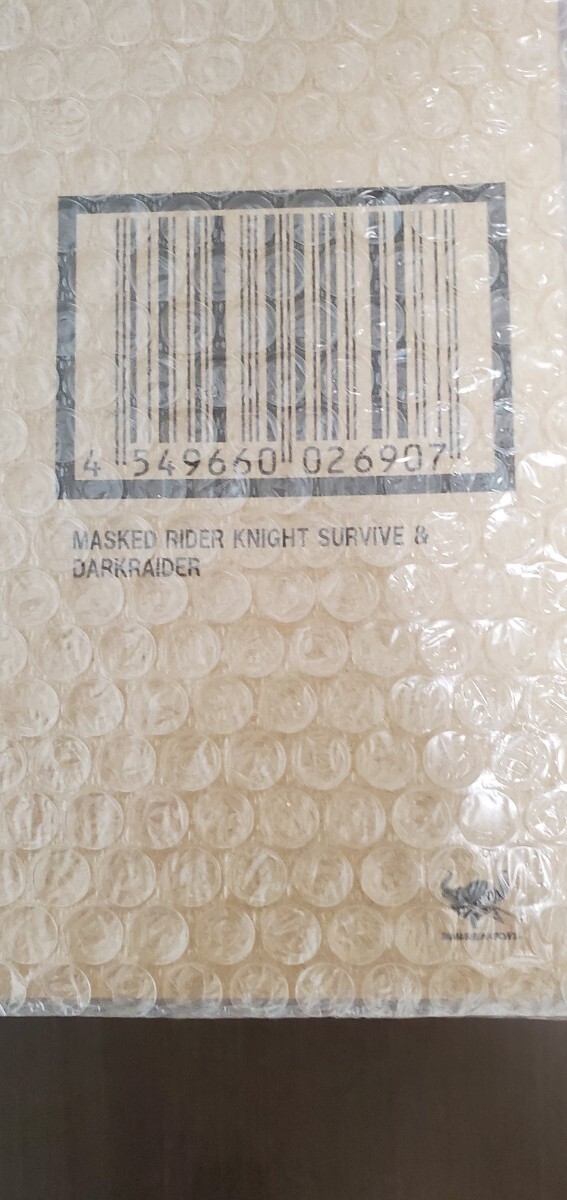 4 549660 026907
MASKED RIDER KNIGHT SURVIVE &
DARKRAIDER